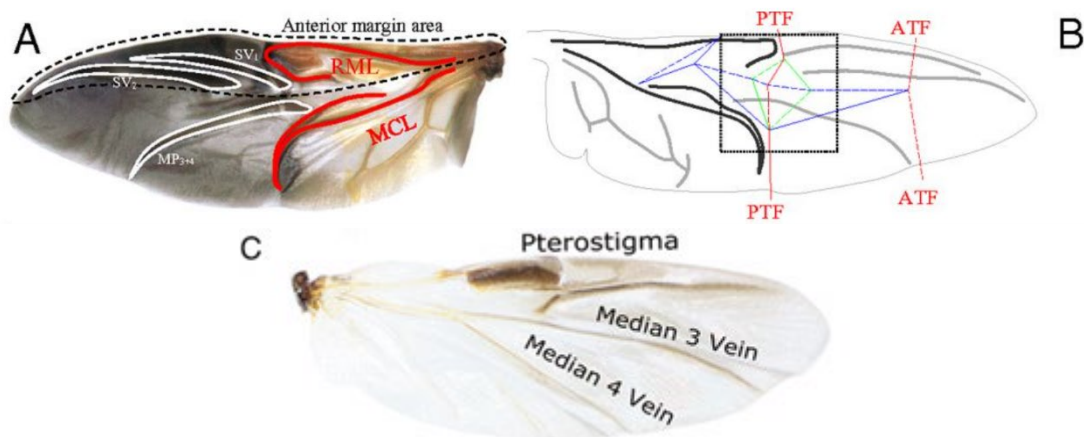 A
Anterior margin area
SV1
RML
SV2
MCL
MP3+4
B
PTF
ATF
PTF
ATF
C
Pterostigma
Median 3 Vein
Median 4 Vein